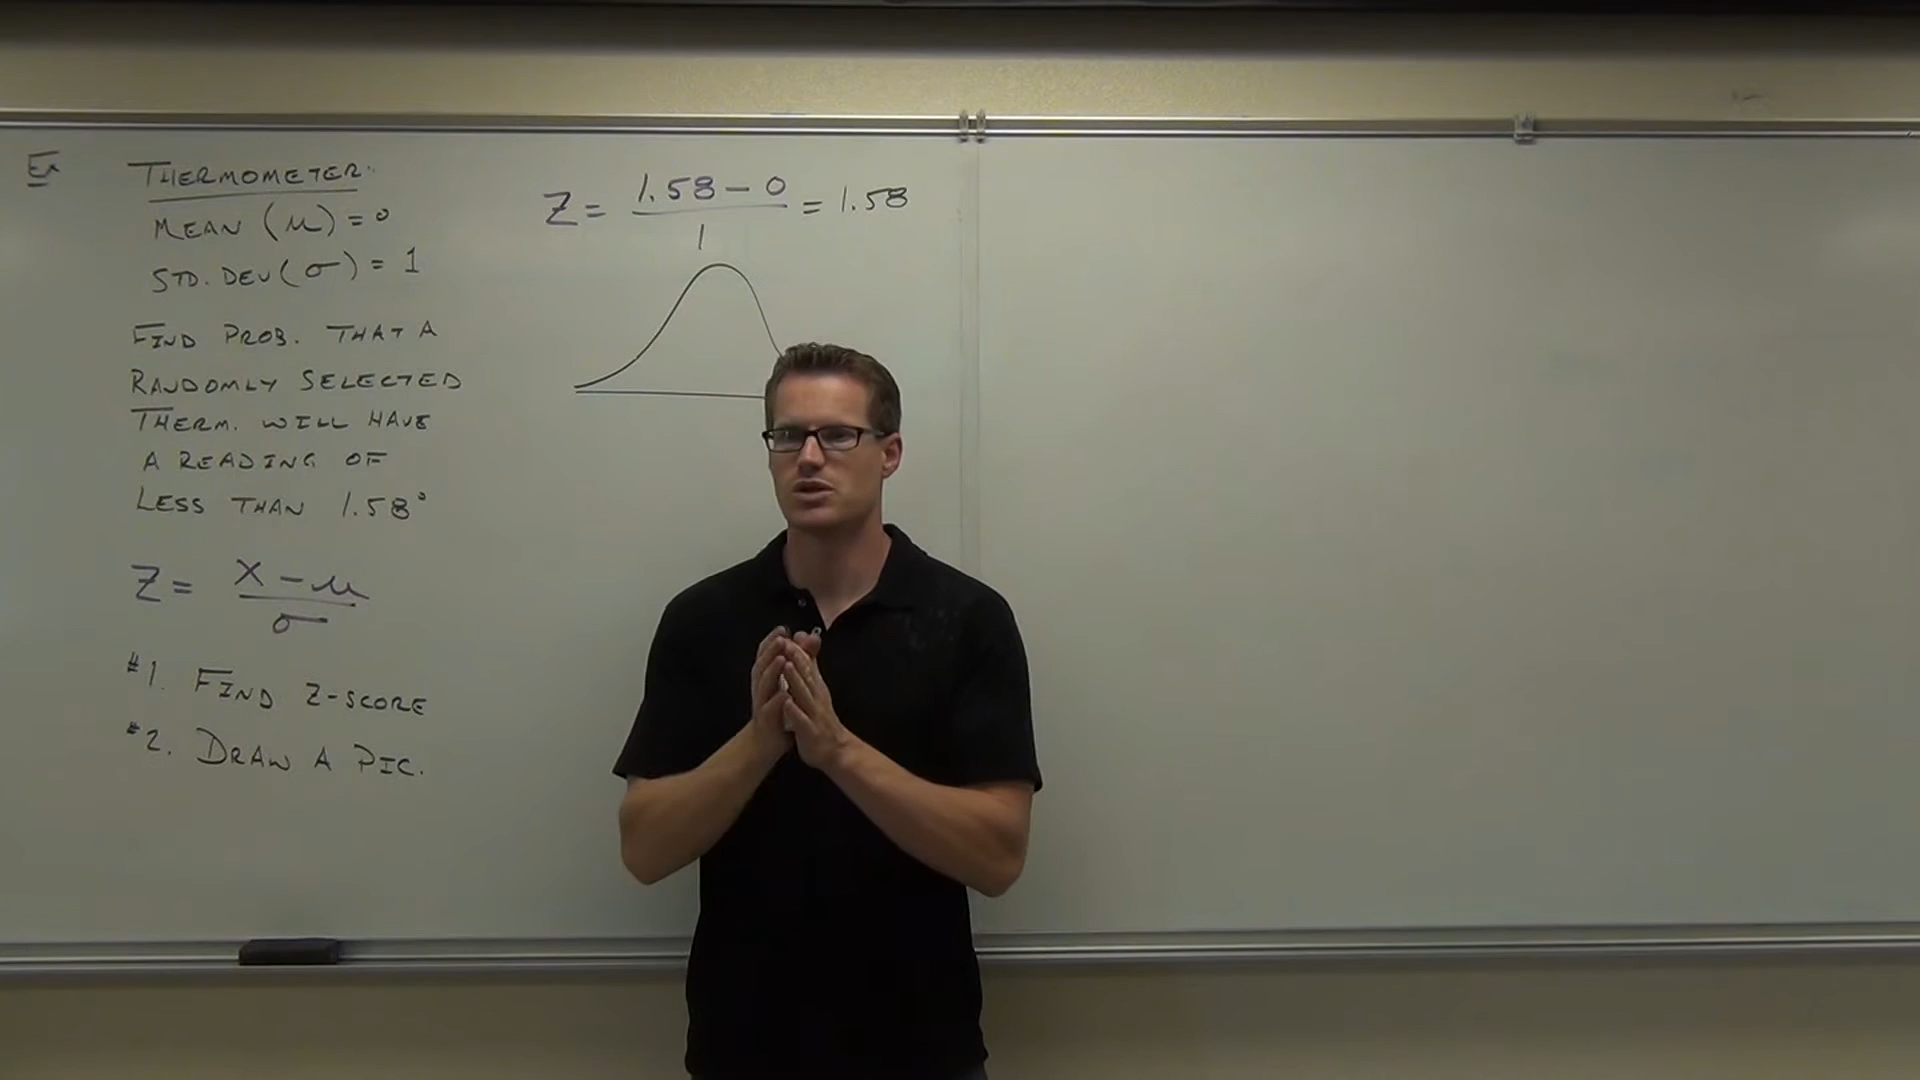 Ex
THERMOMETER.
MEAN (μ) = 0
STD. DEV (σ) = 1
FIND PROB. THAT A
RANDOMLY SELECTED
THERM. WILL HAVE
A READING OF
LESS THAN 1.58°
Z = (X - μ) / σ
#1. FIND Z-SCORE
#2. DRAW A PIC.
Z = (1.58 - 0) / 1 = 1.58